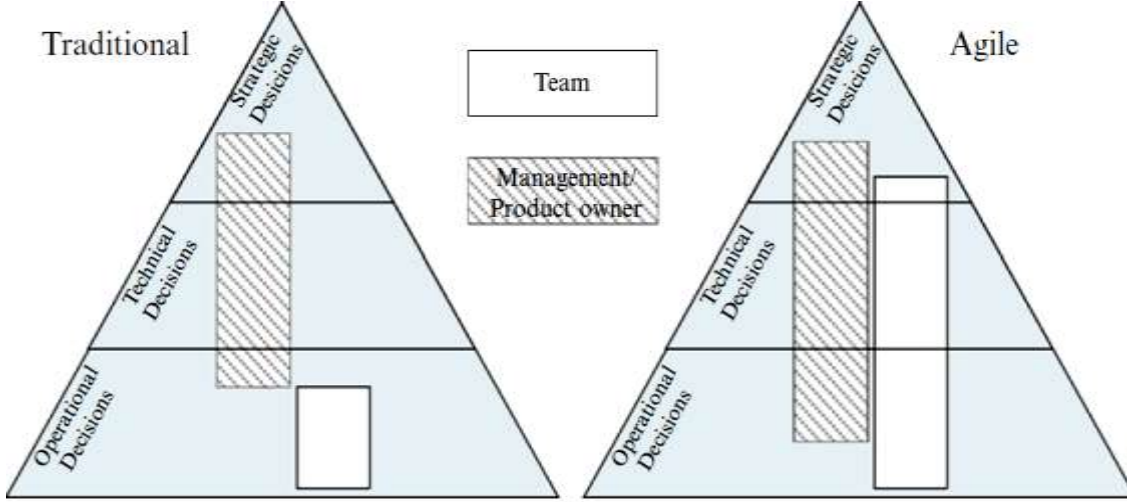 Traditional
Strategic
Desicions
Technical
Decisions
Operational
Decisions
Team
Management/
Product owner
Agile
Strategic
Desicions
Technical
Decisions
Operational
Decisions